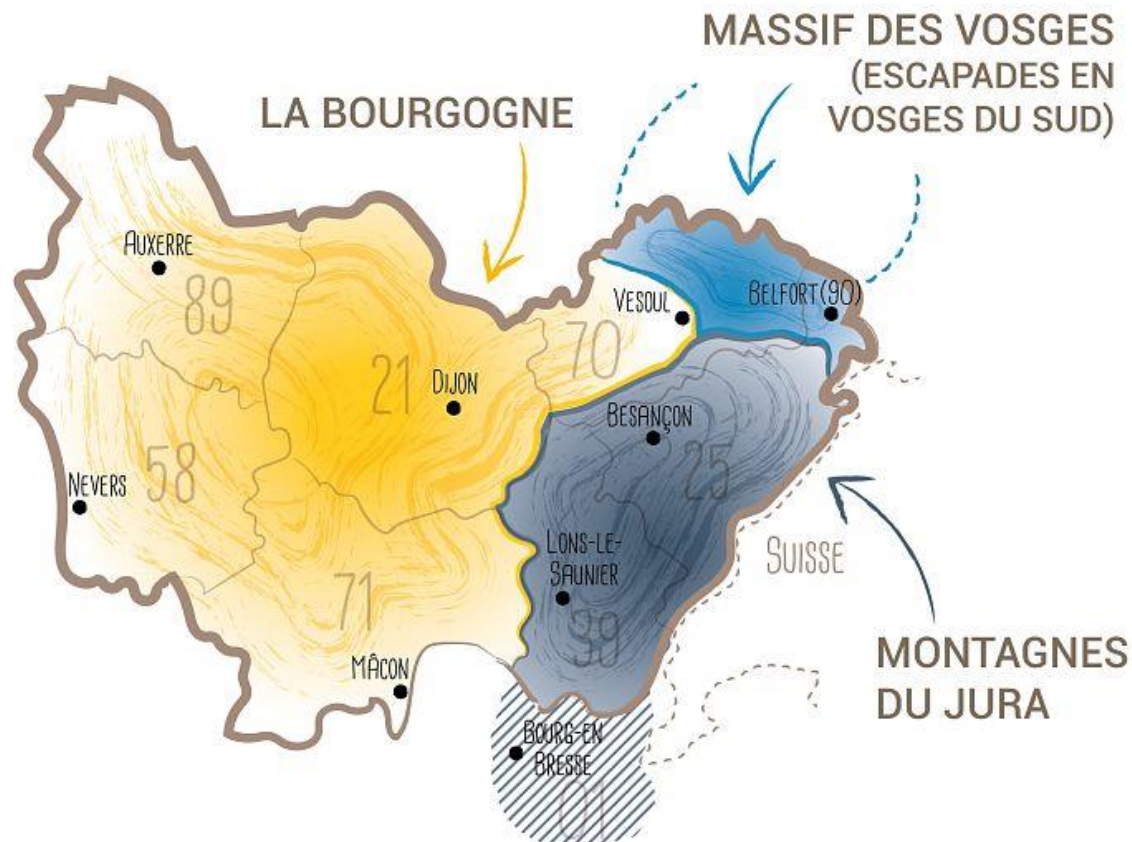 MASSIF DES VOSGES
(ESCAPADES EN
VOSGES DU SUD)
LA BOURGOGNE
AUXERRE
89
VESOUL
BELFORT(90)
70
21
DIJON
BESANÇON
25
58
NEVERS
LONS-LE-
SAUNIER
SUISSE
71
39
MÂCON
MONTAGNES
DU JURA
BOURG-EN
BRESSE
01